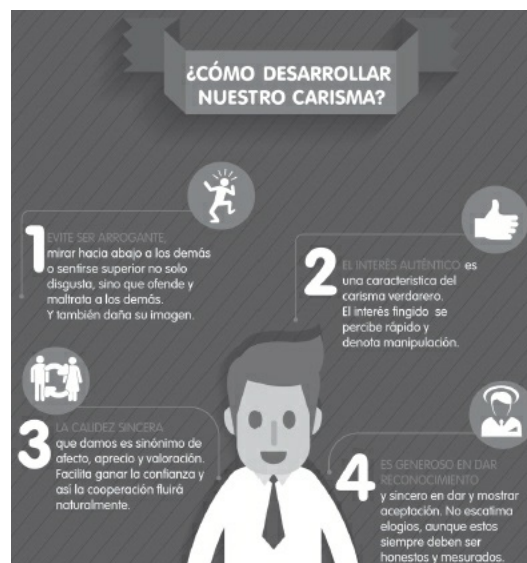 ¿CÓMO DESARROLLAR
NUESTRO CARISMA?
1
EVITE SER ARROGANTE,
mirar hacia abajo a los demás
o sentirse superior no solo
disgusta, sino que ofende y
maltrata a los demás.
Y también daña su imagen.
2
EL INTERÉS AUTÉNTICO es
una característica del
carisma verdarero.
El interés fingido se
percibe rápido y
denota manipulación.
3
LA CALIDEZ SINCERA
que damos es sinónimo de
afecto, aprecio y valoración.
Facilita ganar la confianza y
así la cooperación fluirá
naturalmente.
4
ES GENEROSO EN DAR
RECONOCIMIENTO
y sincero en dar y mostrar
aceptación. No escatima
elogios, aunque estos
siempre deben ser
honestos y mesurados.